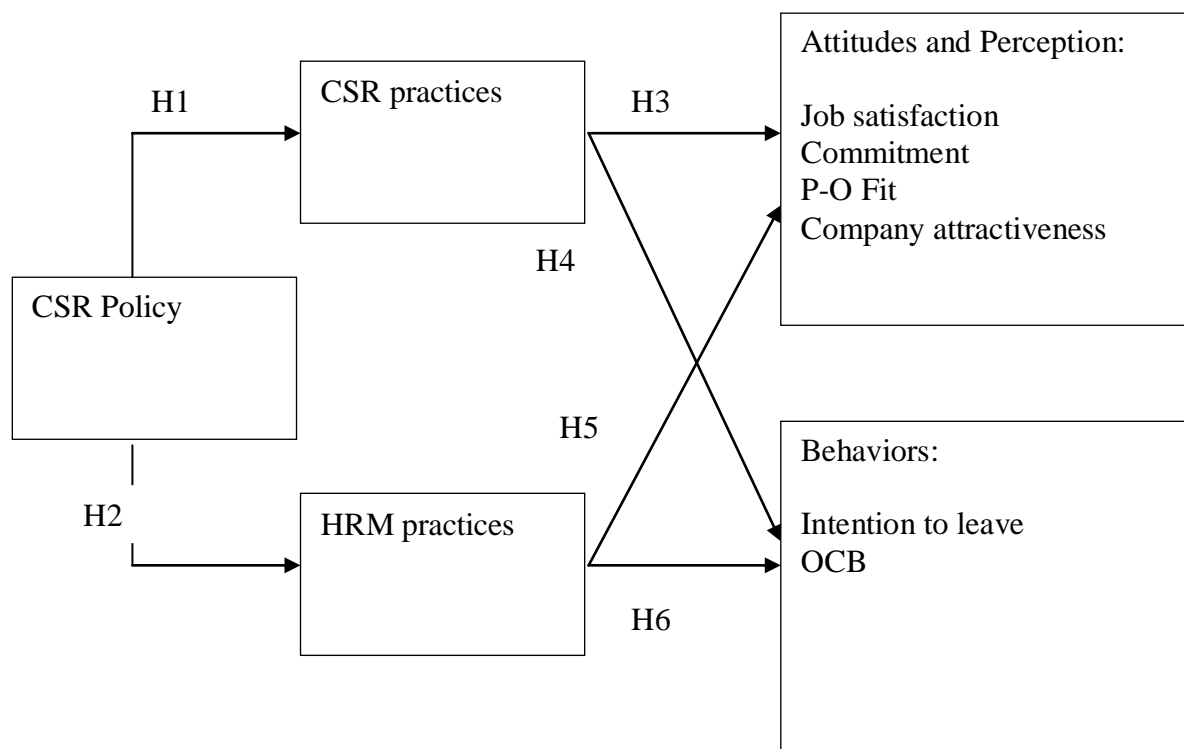 H1
CSR practices
H3
Attitudes and Perception:
Job satisfaction
Commitment
P-O Fit
Company attractiveness
H4
CSR Policy
H5
Behaviors:
Intention to leave
OCB
H2
HRM practices
H6